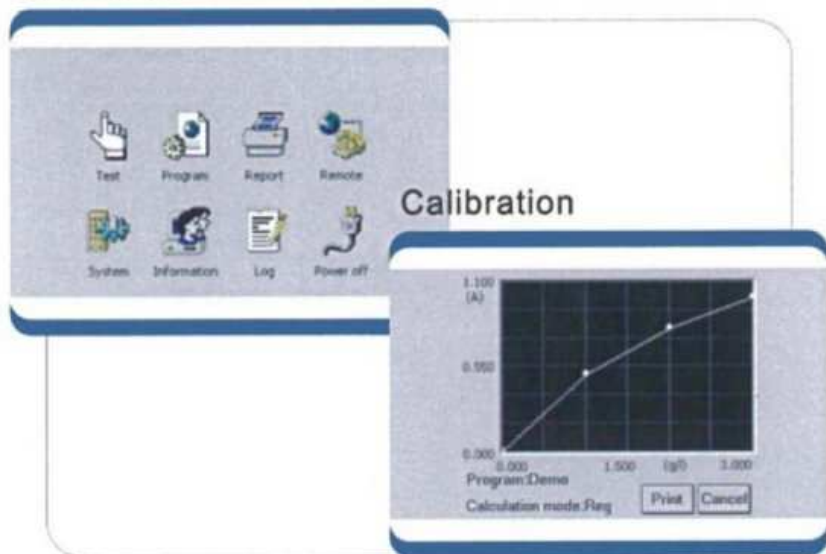 Test Program Report Remote
System Information Log Power off
Calibration
1.100
(A)
0.550
0.000
0.000 1.500 (g/l) 3.000
Program:Demo
Calculation mode:Reg Print Cancel